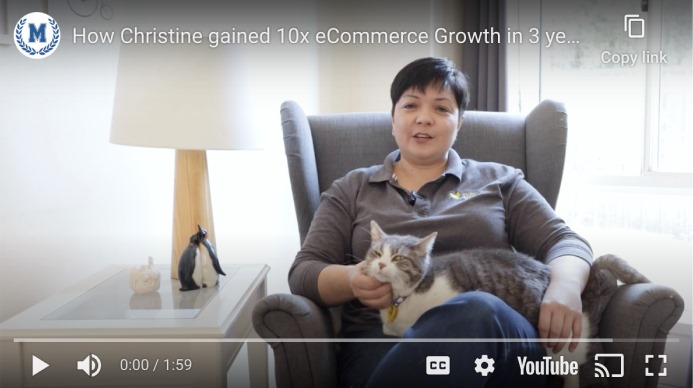 M
How Christine gained 10x eCommerce Growth in 3 ye...
Copy link
0:00 / 1:59
CC
YouTube